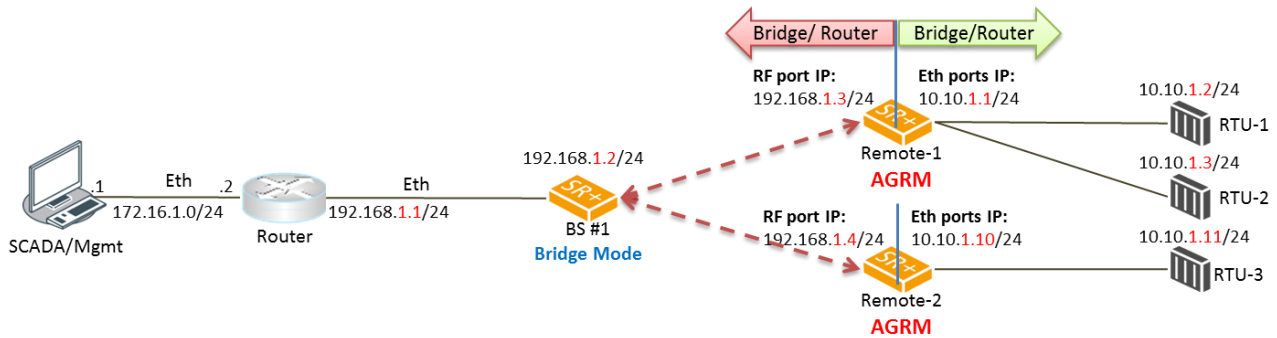 Bridge/ Router
Bridge/Router
RF port IP:
192.168.1.3/24
Eth ports IP:
10.10.1.1/24
SR+
Remote-1
AGRM
10.10.1.2/24
RTU-1
10.10.1.3/24
RTU-2
192.168.1.2/24
SR+
BS #1
Bridge Mode
.1
Eth
.2
172.16.1.0/24
SCADA/Mgmt
Router
Eth
192.168.1.1/24
RF port IP:
192.168.1.4/24
Eth ports IP:
10.10.1.10/24
SR+
Remote-2
AGRM
10.10.1.11/24
RTU-3